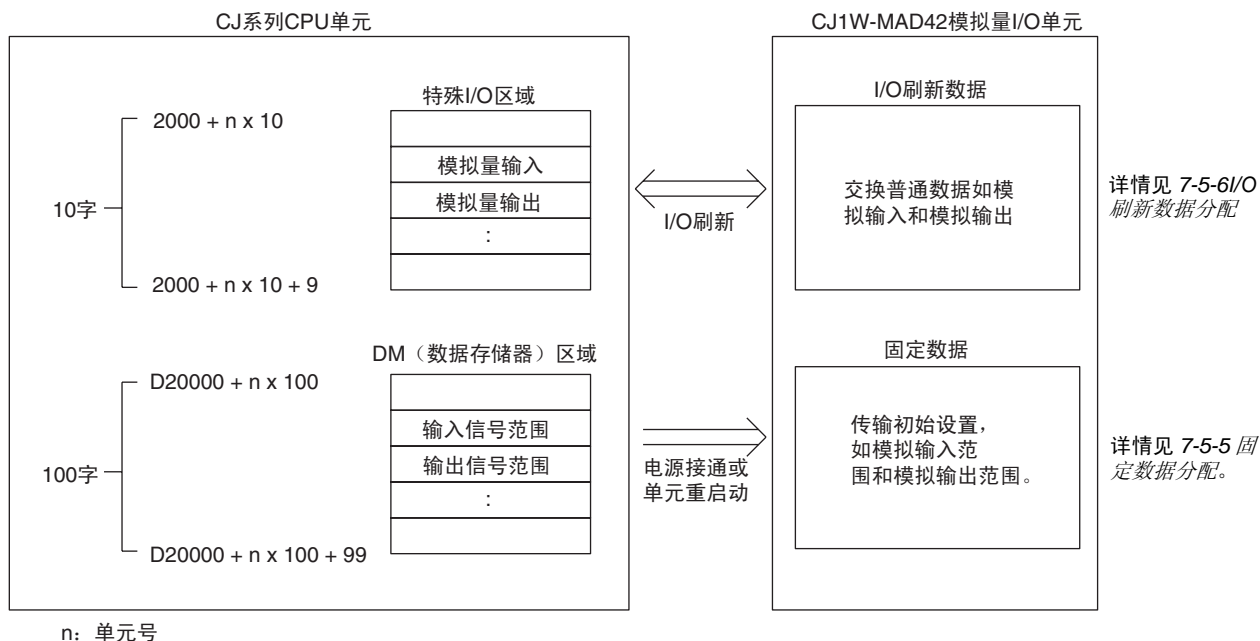 CJ系列CPU单元
CJ1W-MAD42模拟量I/O单元
特殊I/O区域
2000 + n x 10
模拟量输入
模拟量输出
:
10字
2000 + n x 10 + 9
I/O刷新
I/O刷新数据
交换普通数据如模
拟输入和模拟输出
详情见 7-5-6I/O
刷新数据分配
DM（数据存储器）区域
D20000 + n x 100
输入信号范围
输出信号范围
:
100字
D20000 + n x 100 + 99
电源接通或
单元重启动
固定数据
传输初始设置，
如模拟输入范
围和模拟输出范围。
详情见 7-5-5 固
定数据分配。
n：单元号